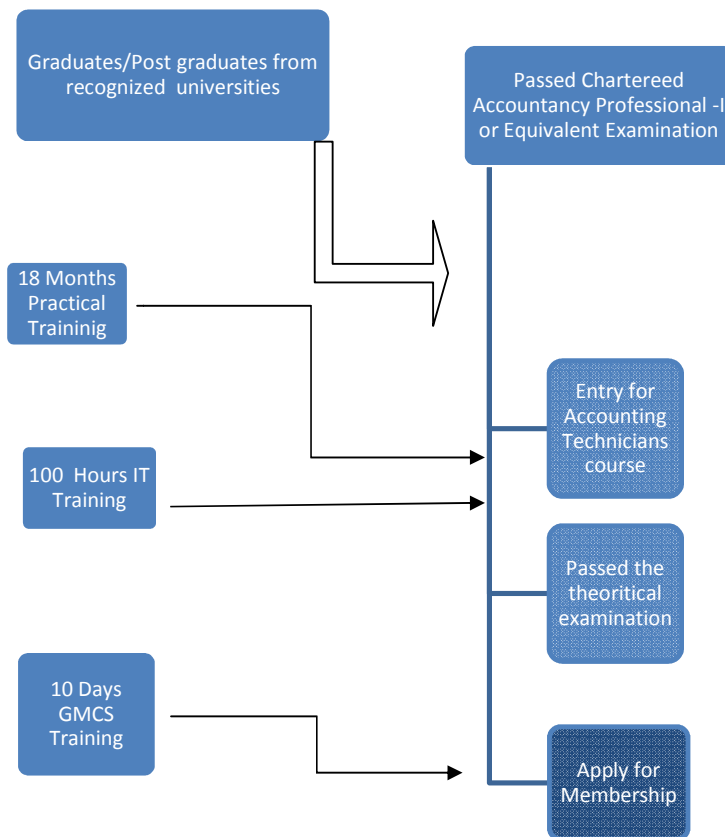 Graduates/Post graduates from
recognized universities
Passed Chartereed
Accountancy Professional -I
or Equivalent Examination
18 Months
Practical
Traininig
Entry for
Accounting
Technicians
course
100 Hours IT
Training
Passed the
theoritical
examination
10 Days
GMCS
Training
Apply for
Membership